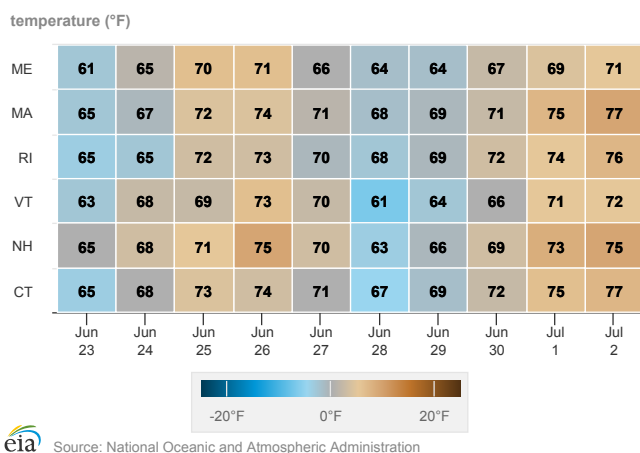 temperature (°F)
ME 61 65 70 71 66 64 64 67 69 71
MA 65 67 72 74 71 68 69 71 75 77
RI 65 65 72 73 70 68 69 72 74 76
VT 63 68 69 73 70 61 64 66 71 72
NH 65 68 71 75 70 63 66 69 73 75
CT 65 68 73 74 71 67 69 72 75 77
Jun Jun Jun Jun Jun Jun Jun Jun Jul Jul
23 24 25 26 27 28 29 30 1 2
-20°F 0°F 20°F
eia Source: National Oceanic and Atmospheric Administration